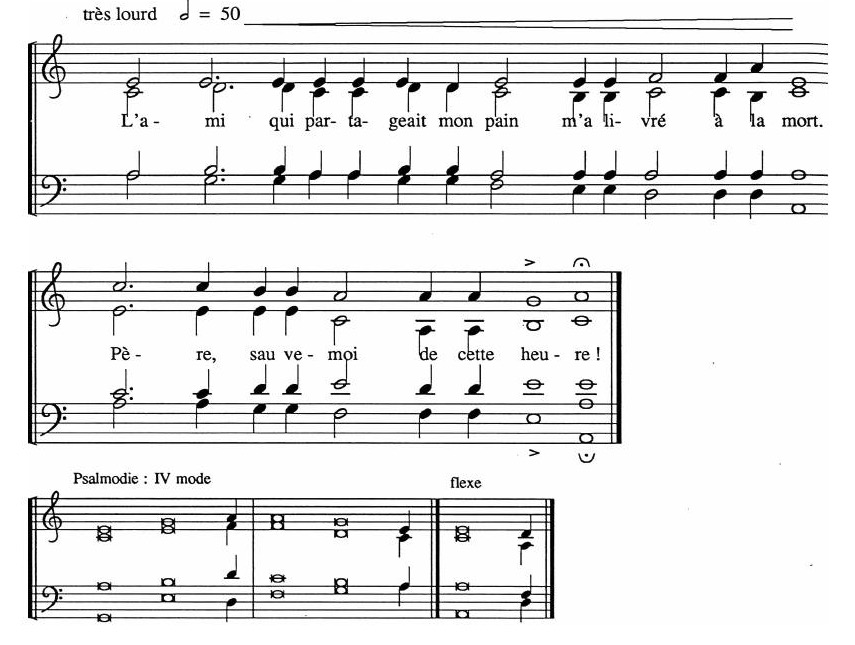 très lourd 𝅗𝅥 = 50
L'a - mi qui par- ta- geait mon pain m'a li- vré à la mort.
Pè - re, sau ve - moi de cette heu - re !
Psalmodie : IV mode flexe